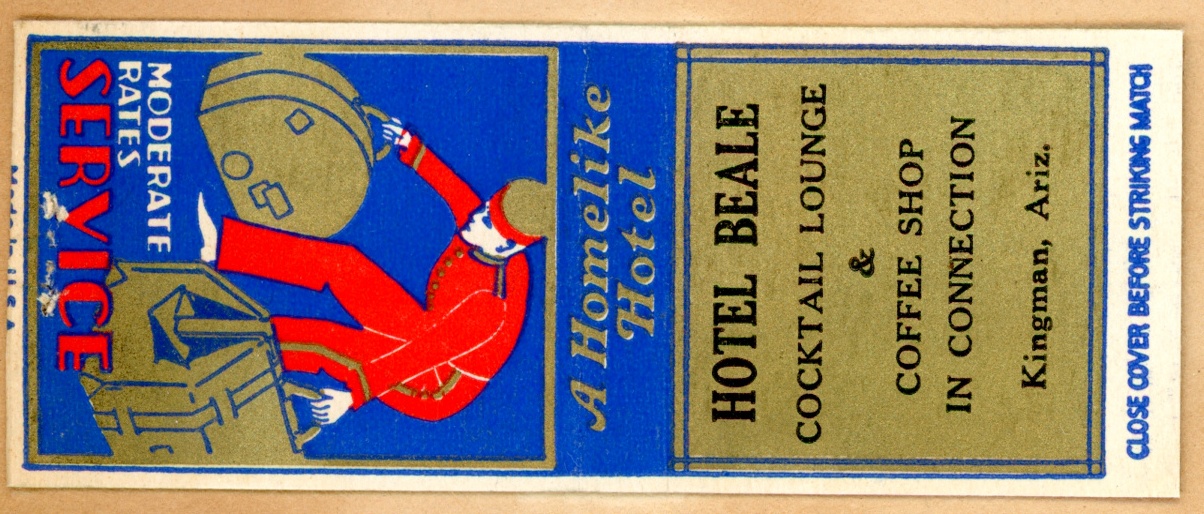 MODERATE
RATES
SERVICE
A Homelike
Hotel
HOTEL BEALE
COCKTAIL LOUNGE
&
COFFEE SHOP
IN CONNECTION
Kingman, Ariz.
CLOSE COVER BEFORE STRIKING MATCH